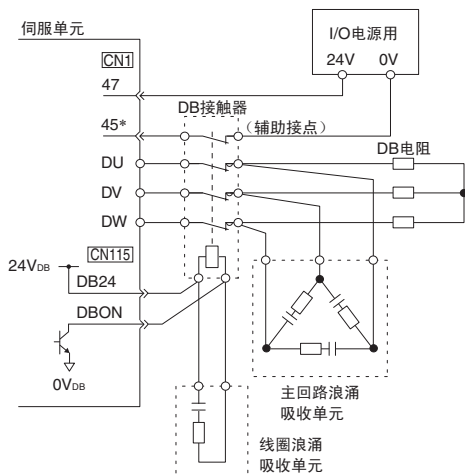 伺服单元
I/O电源用
24V 0V
CN1
47
DB接触器
45*
(辅助接点)
DB电阻
DU
DV
DW
CN115
24VDB
DB24
DBON
0VDB
主回路浪涌
吸收单元
线圈浪涌
吸收单元